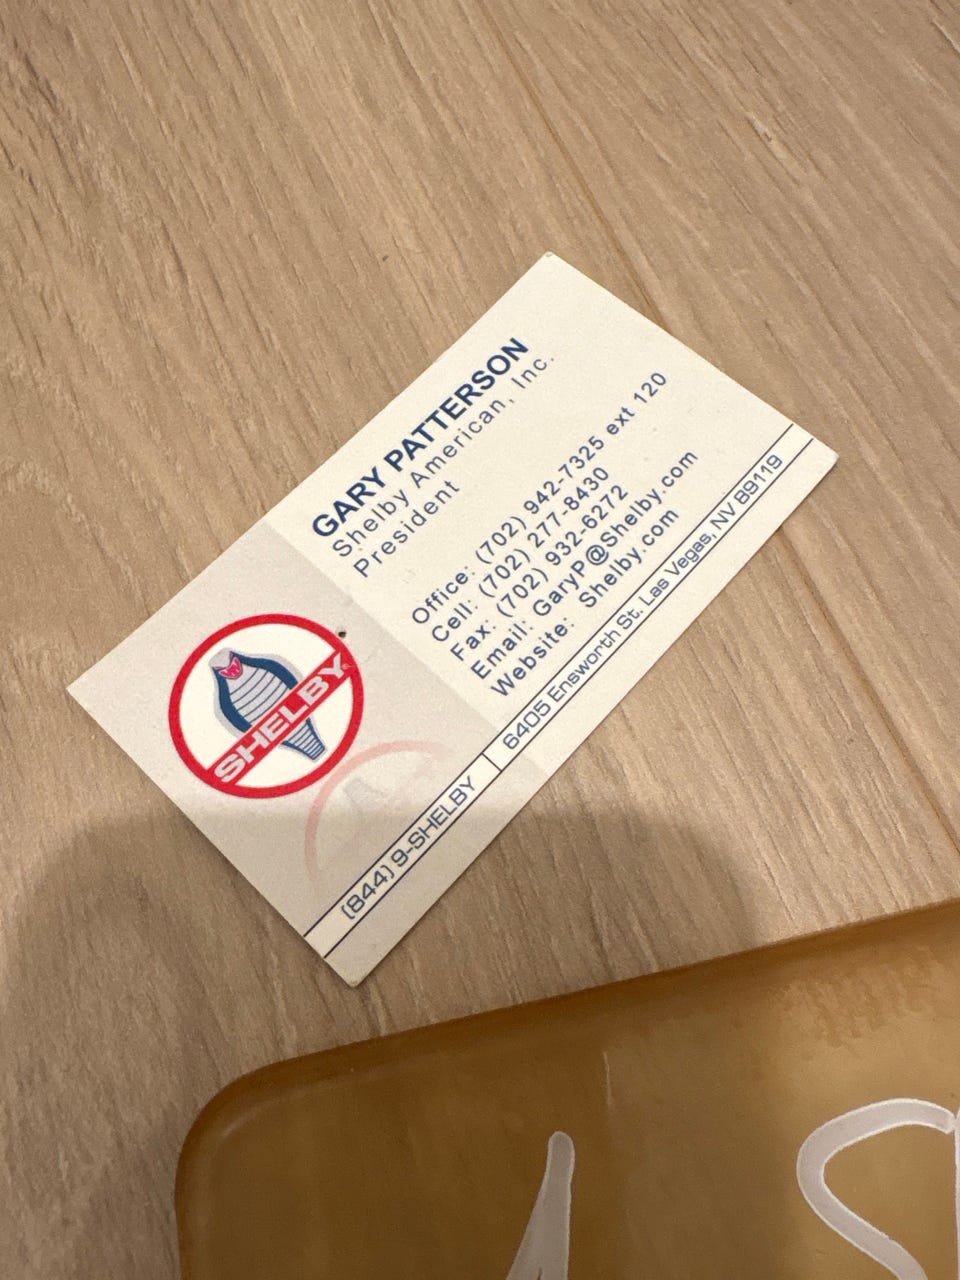 GARY PATTERSON
Shelby American, Inc.
President
Office: (702) 942-7325 ext 120
Cell: (702) 277-8430
Fax: (702) 932-6272
Email: GaryP@Shelby.com
Website: Shelby.com
SHELBY®
(844) 9-SHELBY | 6405 Ensworth St. Las Vegas, NV 89119